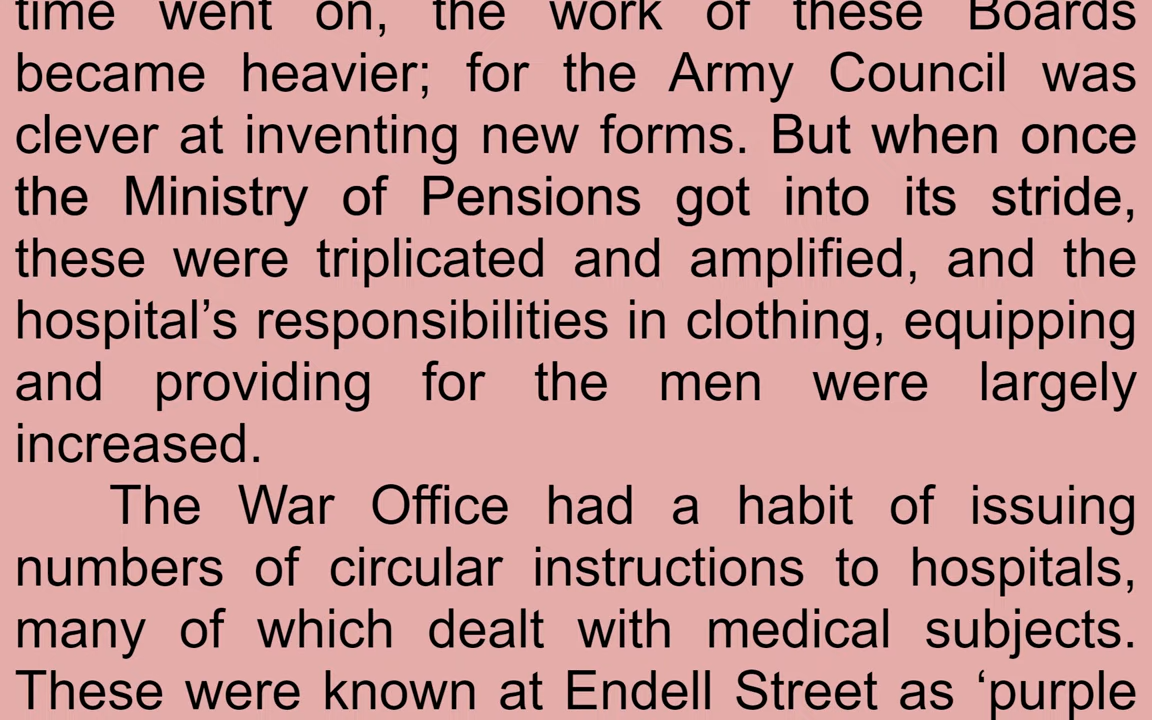 time went on, the work of these Boards
became heavier; for the Army Council was
clever at inventing new forms. But when once
the Ministry of Pensions got into its stride,
these were triplicated and amplified, and the
hospital’s responsibilities in clothing, equipping
and providing for the men were largely
increased.
The War Office had a habit of issuing
numbers of circular instructions to hospitals,
many of which dealt with medical subjects.
These were known at Endell Street as ‘purple